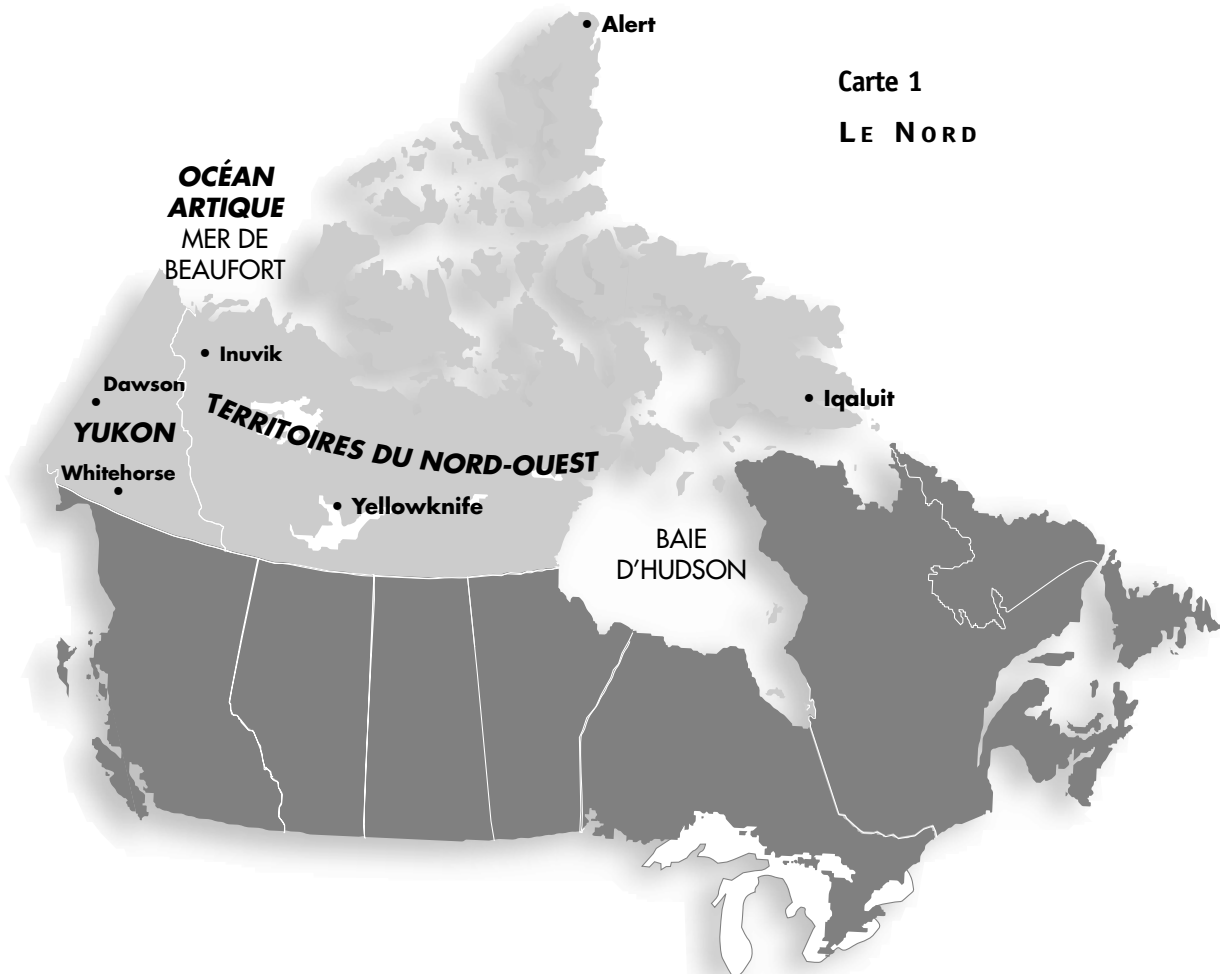 Alert
Carte 1
LE NORD
OCÉAN
ARTIQUE
MER DE
BEAUFORT
Inuvik
Dawson
YUKON
Whitehorse
TERRITOIRES DU NORD-OUEST
Iqaluit
Yellowknife
BAIE
D'HUDSON